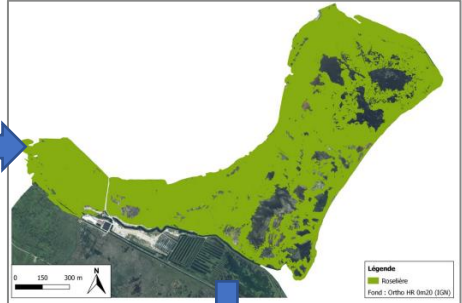 0 150 300 m
N
Légende
Roselière
Fond : Ortho HR 0m20 (IGN)